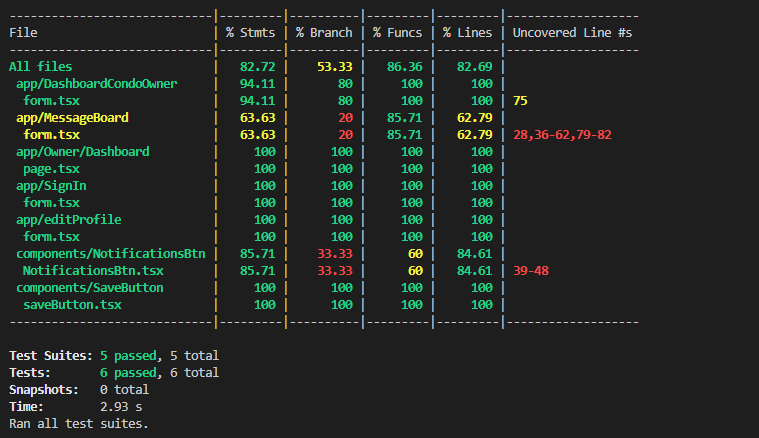 -----------------------------|---------|----------|---------|---------|-------------------
File                         | % Stmts | % Branch | % Funcs | % Lines | Uncovered Line #s
-----------------------------|---------|----------|---------|---------|-------------------
All files                    |   82.72 |    53.33 |   86.36 |   82.69 |
 app/DashboardCondoOwner     |   94.11 |       80 |     100 |     100 |
  form.tsx                   |   94.11 |       80 |     100 |     100 | 75
 app/MessageBoard            |   63.63 |       20 |   85.71 |   62.79 |
  form.tsx                   |   63.63 |       20 |   85.71 |   62.79 | 28,36-62,79-82
 app/Owner/Dashboard         |     100 |      100 |     100 |     100 |
  page.tsx                   |     100 |      100 |     100 |     100 |
 app/SignIn                  |     100 |      100 |     100 |     100 |
  form.tsx                   |     100 |      100 |     100 |     100 |
 app/editProfile             |     100 |      100 |     100 |     100 |
  form.tsx                   |     100 |      100 |     100 |     100 |
 components/NotificationsBtn |   85.71 |    33.33 |      60 |   84.61 |
  NotificationsBtn.tsx       |   85.71 |    33.33 |      60 |   84.61 | 39-48
 components/SaveButton       |     100 |      100 |     100 |     100 |
  saveButton.tsx             |     100 |      100 |     100 |     100 |
-----------------------------|---------|----------|---------|---------|-------------------
Test Suites: 5 passed, 5 total
Tests:       6 passed, 6 total
Snapshots:   0 total
Time:        2.93 s
Ran all test suites.